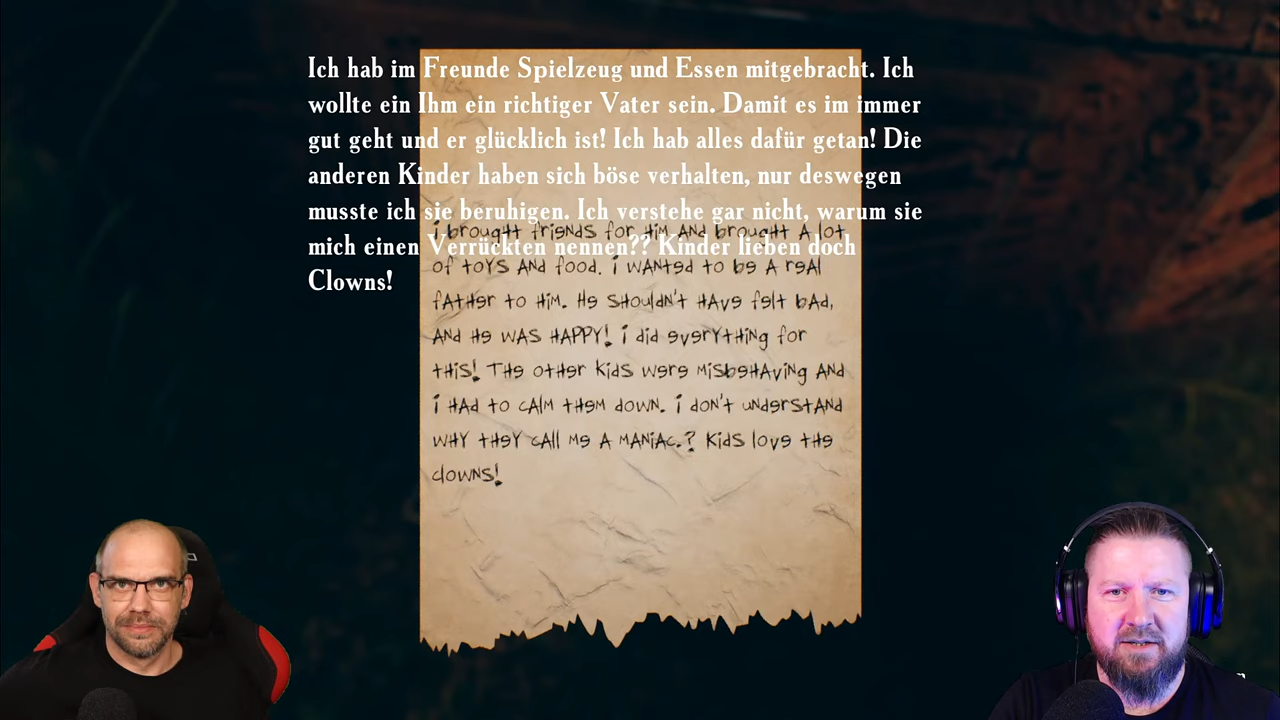 Ich hab im Freunde Spielzeug und Essen mitgebracht. Ich
wollte ein Ihm ein richtiger Vater sein. Damit es im immer
gut geht und er glücklich ist! Ich hab alles dafür getan! Die
anderen Kinder haben sich böse verhalten, nur deswegen
musste ich sie beruhigen. Ich verstehe gar nicht, warum sie
mich einen Verrückten nennen?? Kinder lieben doch
Clowns!
i brought friends for him and brought a lot
of toys and food. i wanted to be a real
father to him. He shouldn't have felt bad,
and he was happy! i did everything for
this! The other kids were misbehaving and
i had to calm them down. i don't understand
why they call me a maniac.? Kids love the
clowns!